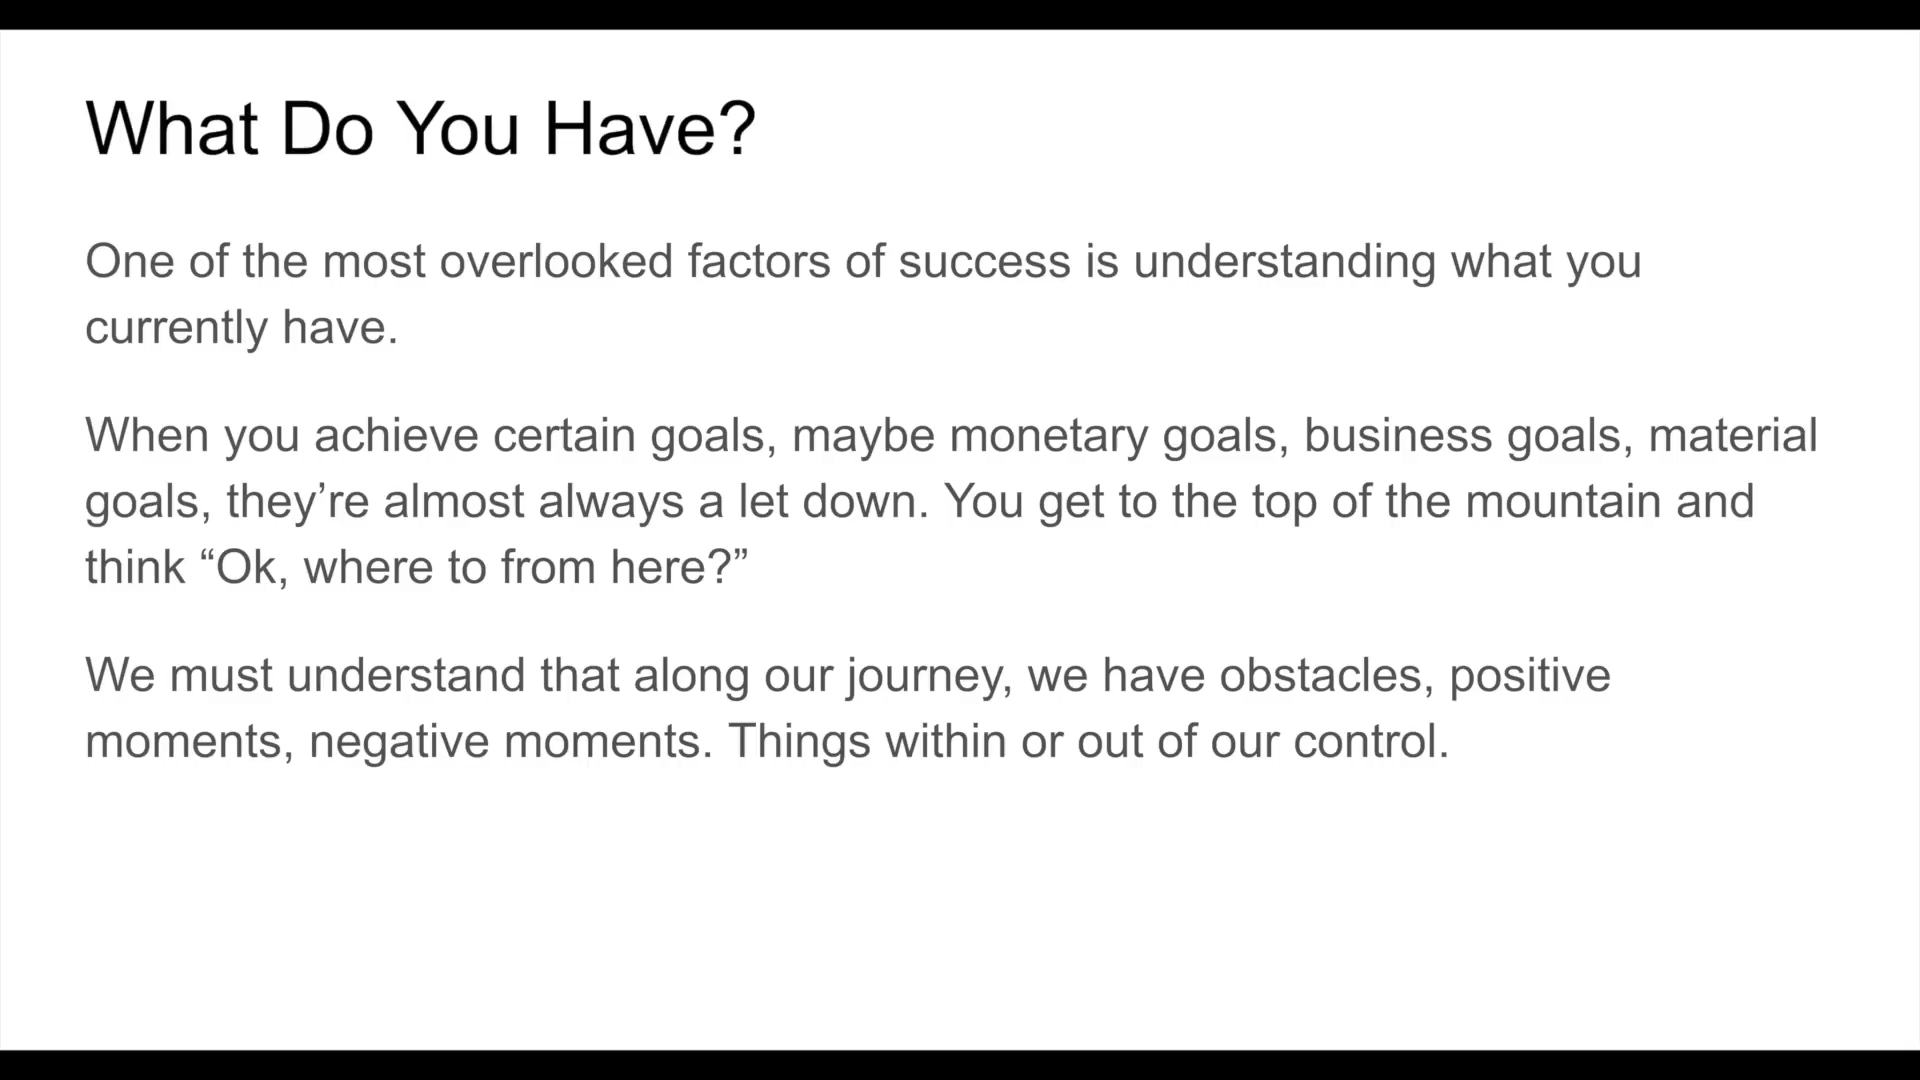 What Do You Have?
One of the most overlooked factors of success is understanding what you
currently have.
When you achieve certain goals, maybe monetary goals, business goals, material
goals, they’re almost always a let down. You get to the top of the mountain and
think “Ok, where to from here?”
We must understand that along our journey, we have obstacles, positive
moments, negative moments. Things within or out of our control.